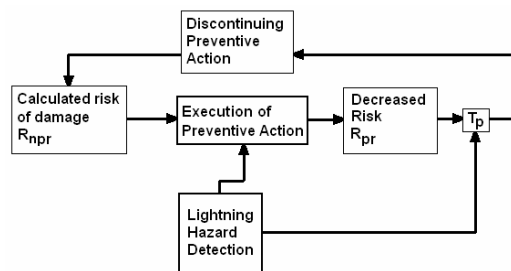 Discontinuing
Preventive
Action
Calculated risk
of damage
Rnpr
Execution of
Preventive Action
Decreased
Risk
Rpr
Tp
Lightning
Hazard
Detection